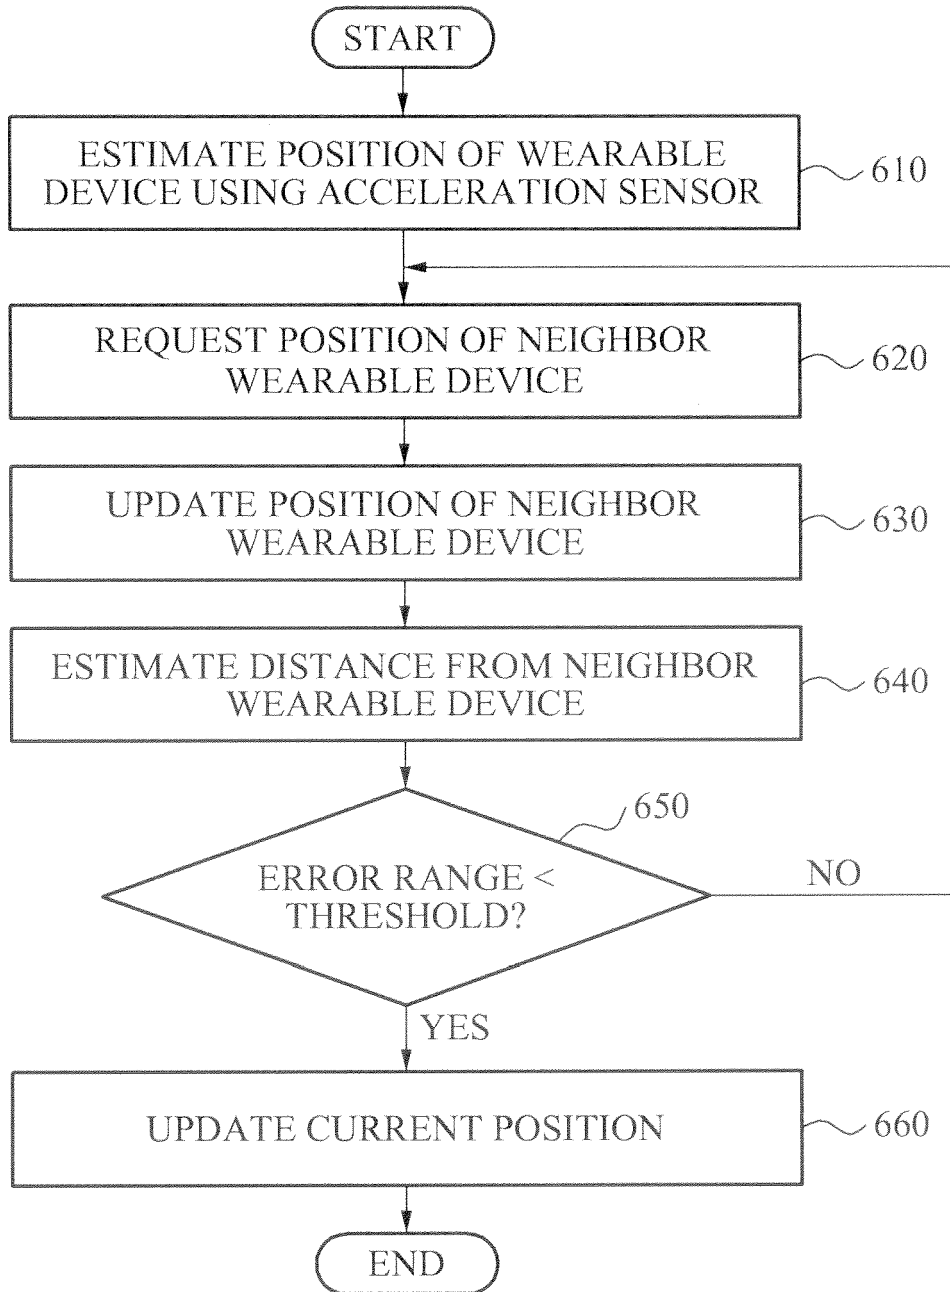 START
ESTIMATE POSITION OF WEARABLE
DEVICE USING ACCELERATION SENSOR
610
REQUEST POSITION OF NEIGHBOR
WEARABLE DEVICE
620
UPDATE POSITION OF NEIGHBOR
WEARABLE DEVICE
630
ESTIMATE DISTANCE FROM NEIGHBOR
WEARABLE DEVICE
640
650
ERROR RANGE <
THRESHOLD?
NO
YES
UPDATE CURRENT POSITION
660
END